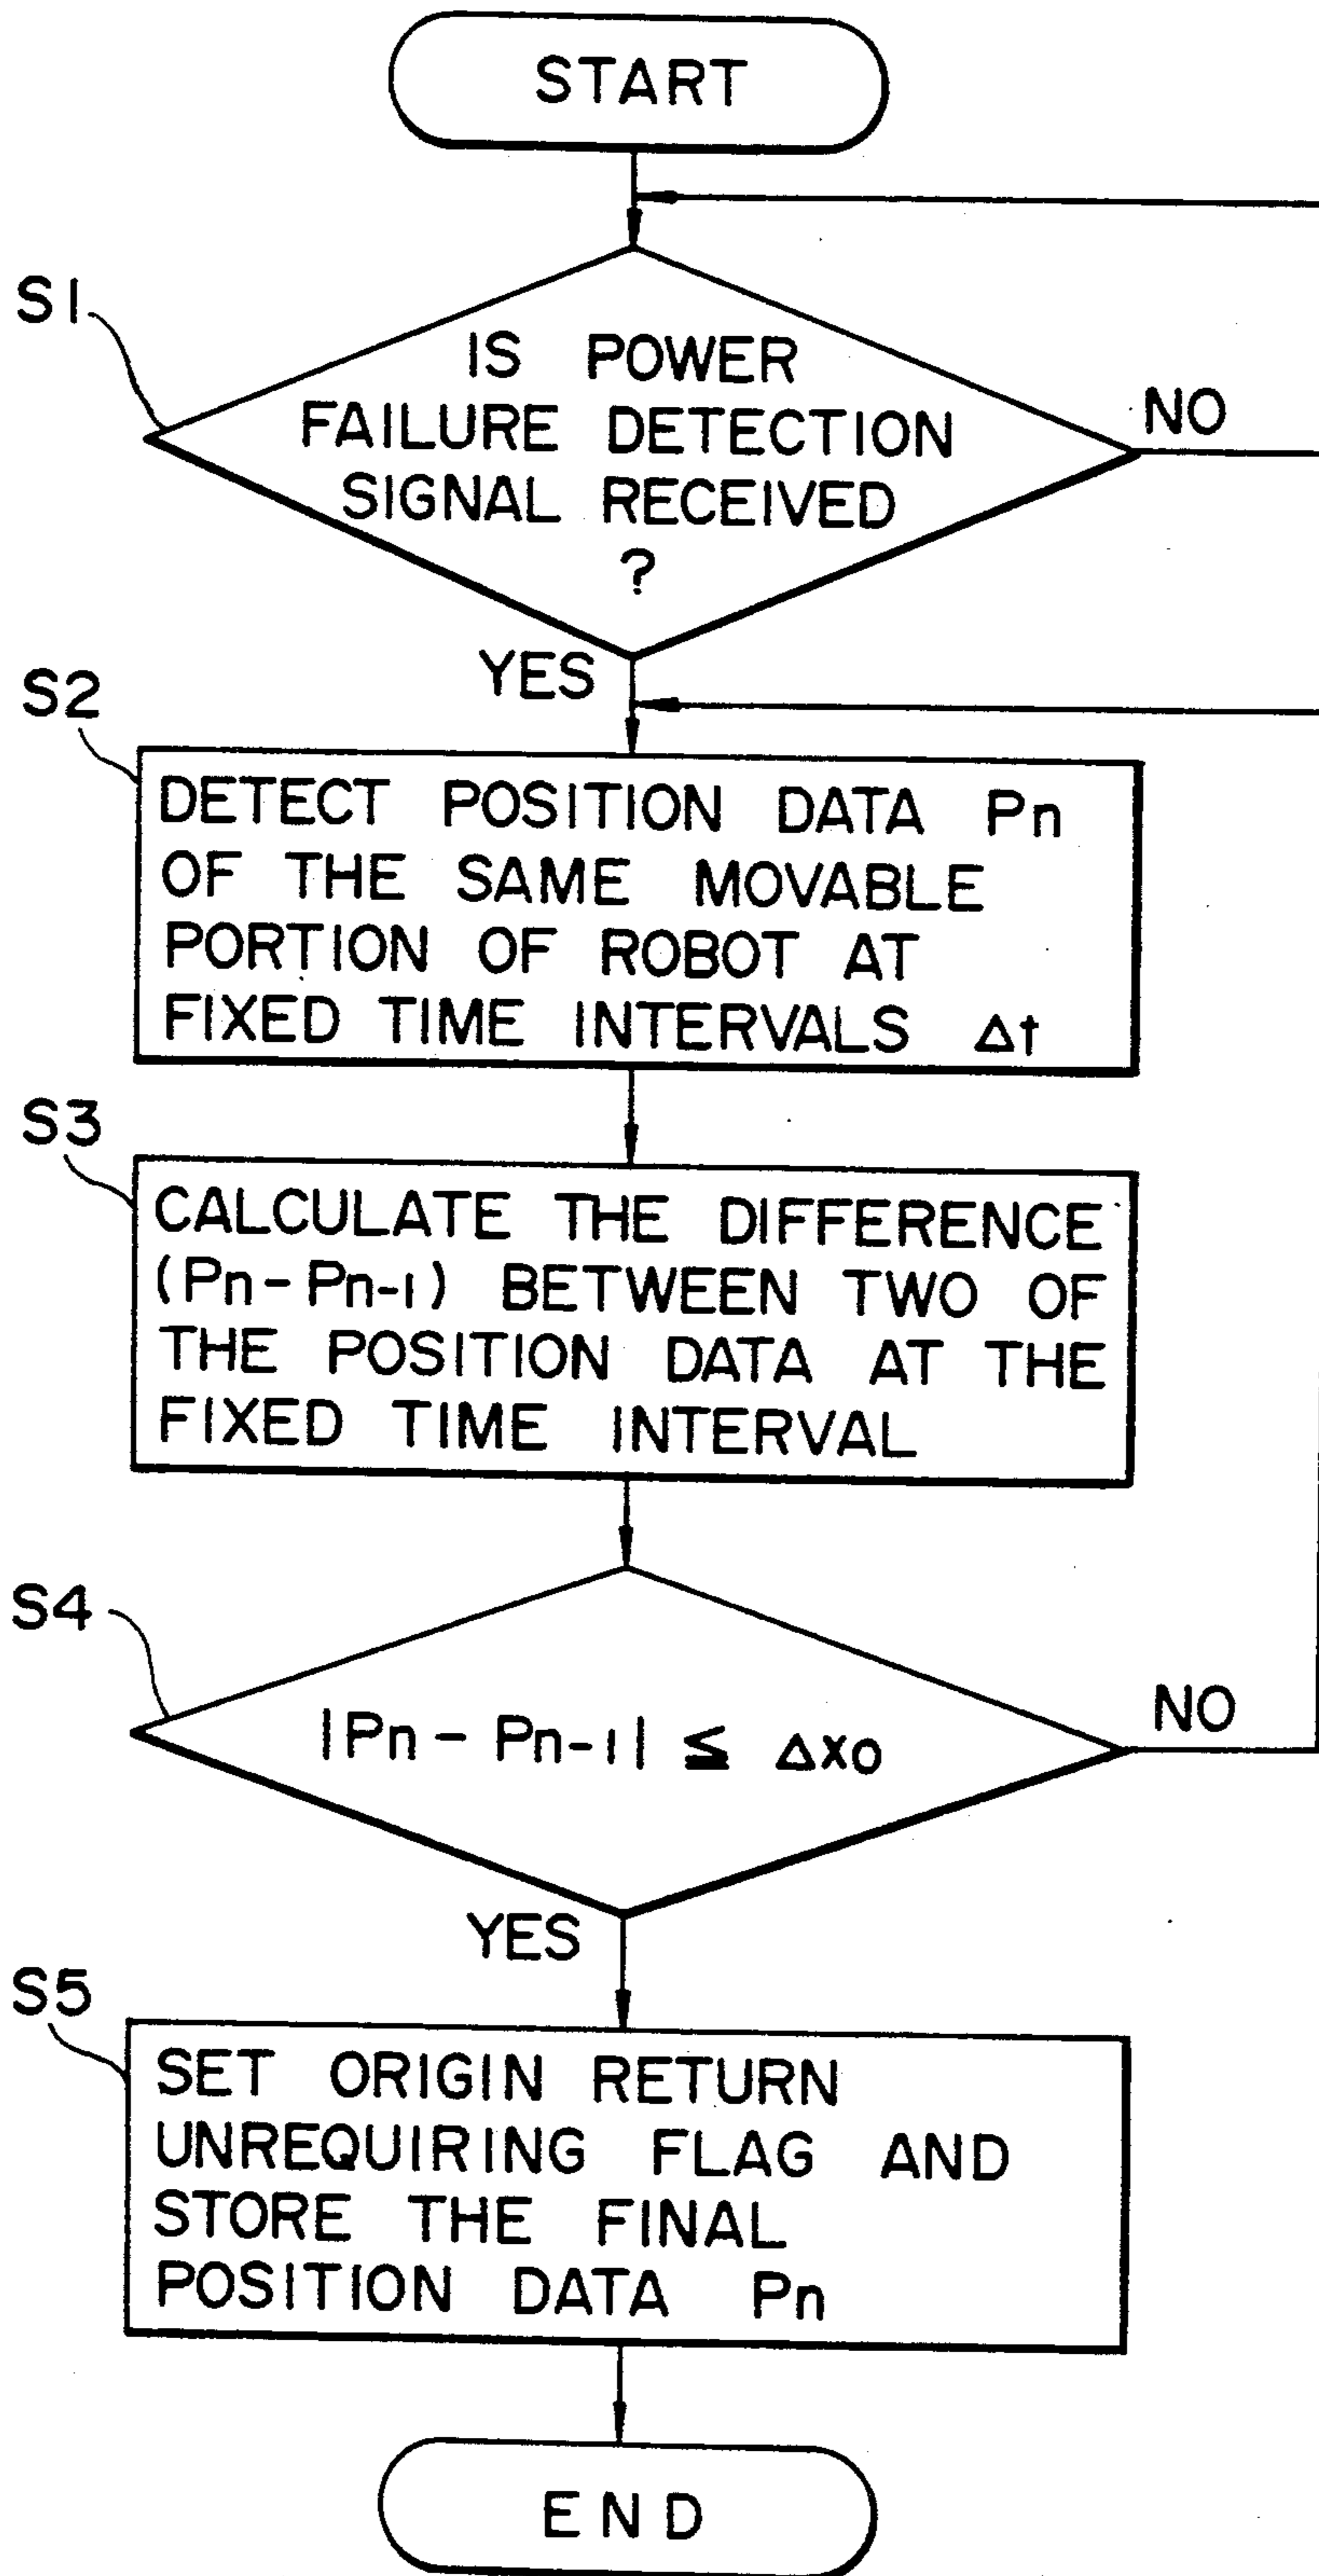 START
S1
IS POWER
FAILURE DETECTION
SIGNAL RECEIVED
?
NO
YES
S2
DETECT POSITION DATA Pn
OF THE SAME MOVABLE
PORTION OF ROBOT AT
FIXED TIME INTERVALS Δt
S3
CALCULATE THE DIFFERENCE
(Pn-Pn-1) BETWEEN TWO OF
THE POSITION DATA AT THE
FIXED TIME INTERVAL
S4
|Pn - Pn-1| ≦ Δx0
NO
YES
S5
SET ORIGIN RETURN
UNREQUIRING FLAG AND
STORE THE FINAL
POSITION DATA Pn
END